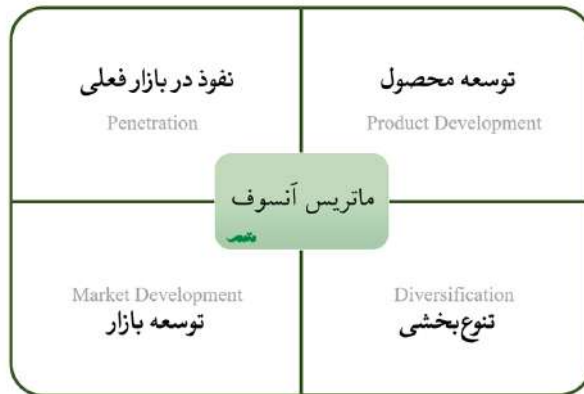 توسعه محصول
Product Development
نفوذ در بازار فعلی
Penetration
ماتریس آنسوف
Diversification
تنوع‌بخشی
Market Development
توسعه بازار